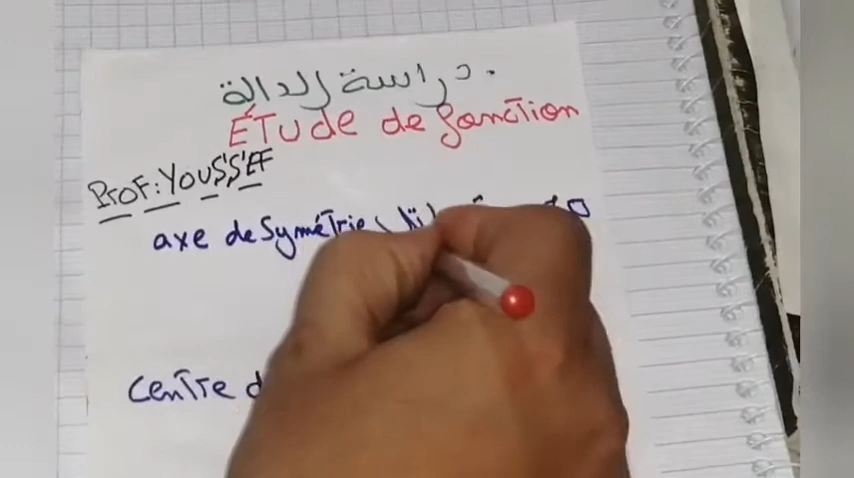 دراسة الدالة.
ÉTude de fonction
Prof: YOUSSEF
axe de Symétrie
Centre d